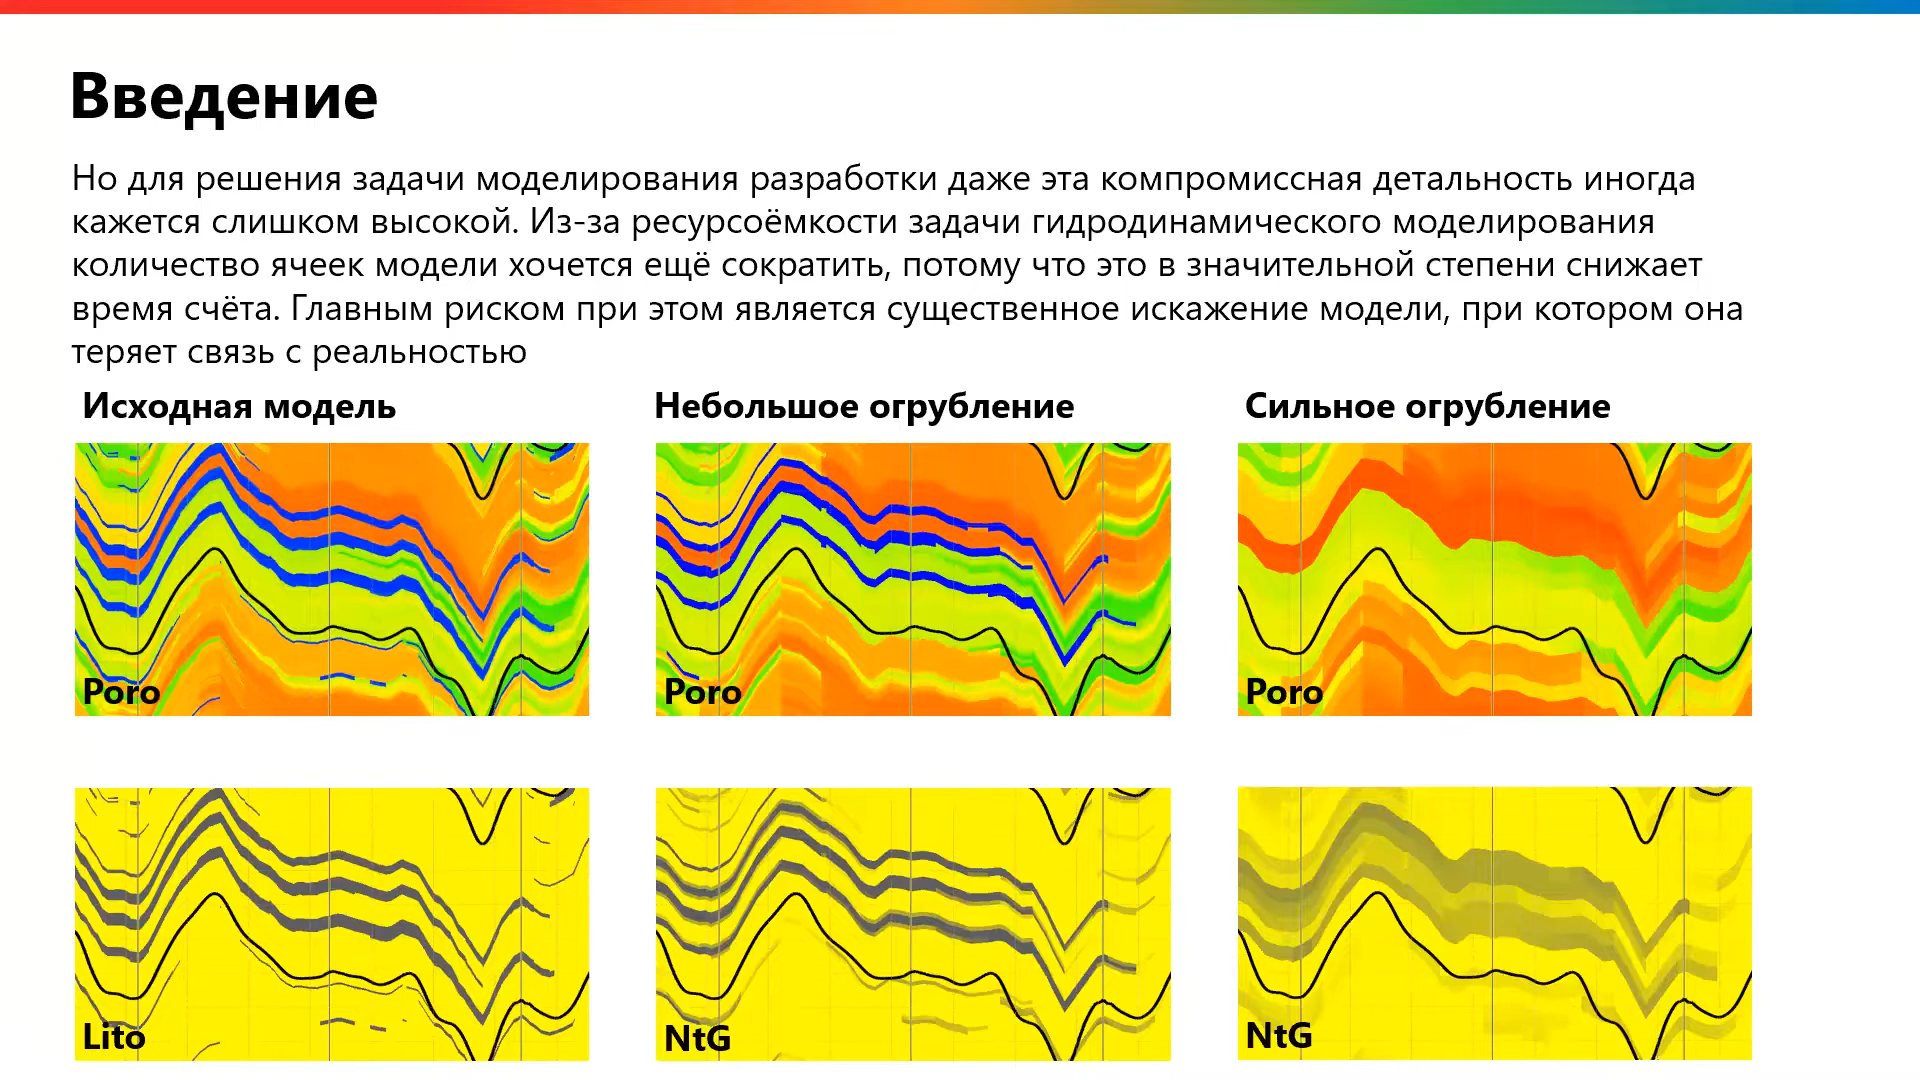 Введение
Но для решения задачи моделирования разработки даже эта компромиссная детальность иногда
кажется слишком высокой. Из-за ресурсоёмкости задачи гидродинамического моделирования
количество ячеек модели хочется ещё сократить, потому что это в значительной степени снижает
время счёта. Главным риском при этом является существенное искажение модели, при котором она
теряет связь с реальностью
Исходная модель
Небольшое огрубление
Сильное огрубление
Poro
Poro
Poro
Lito
NtG
NtG